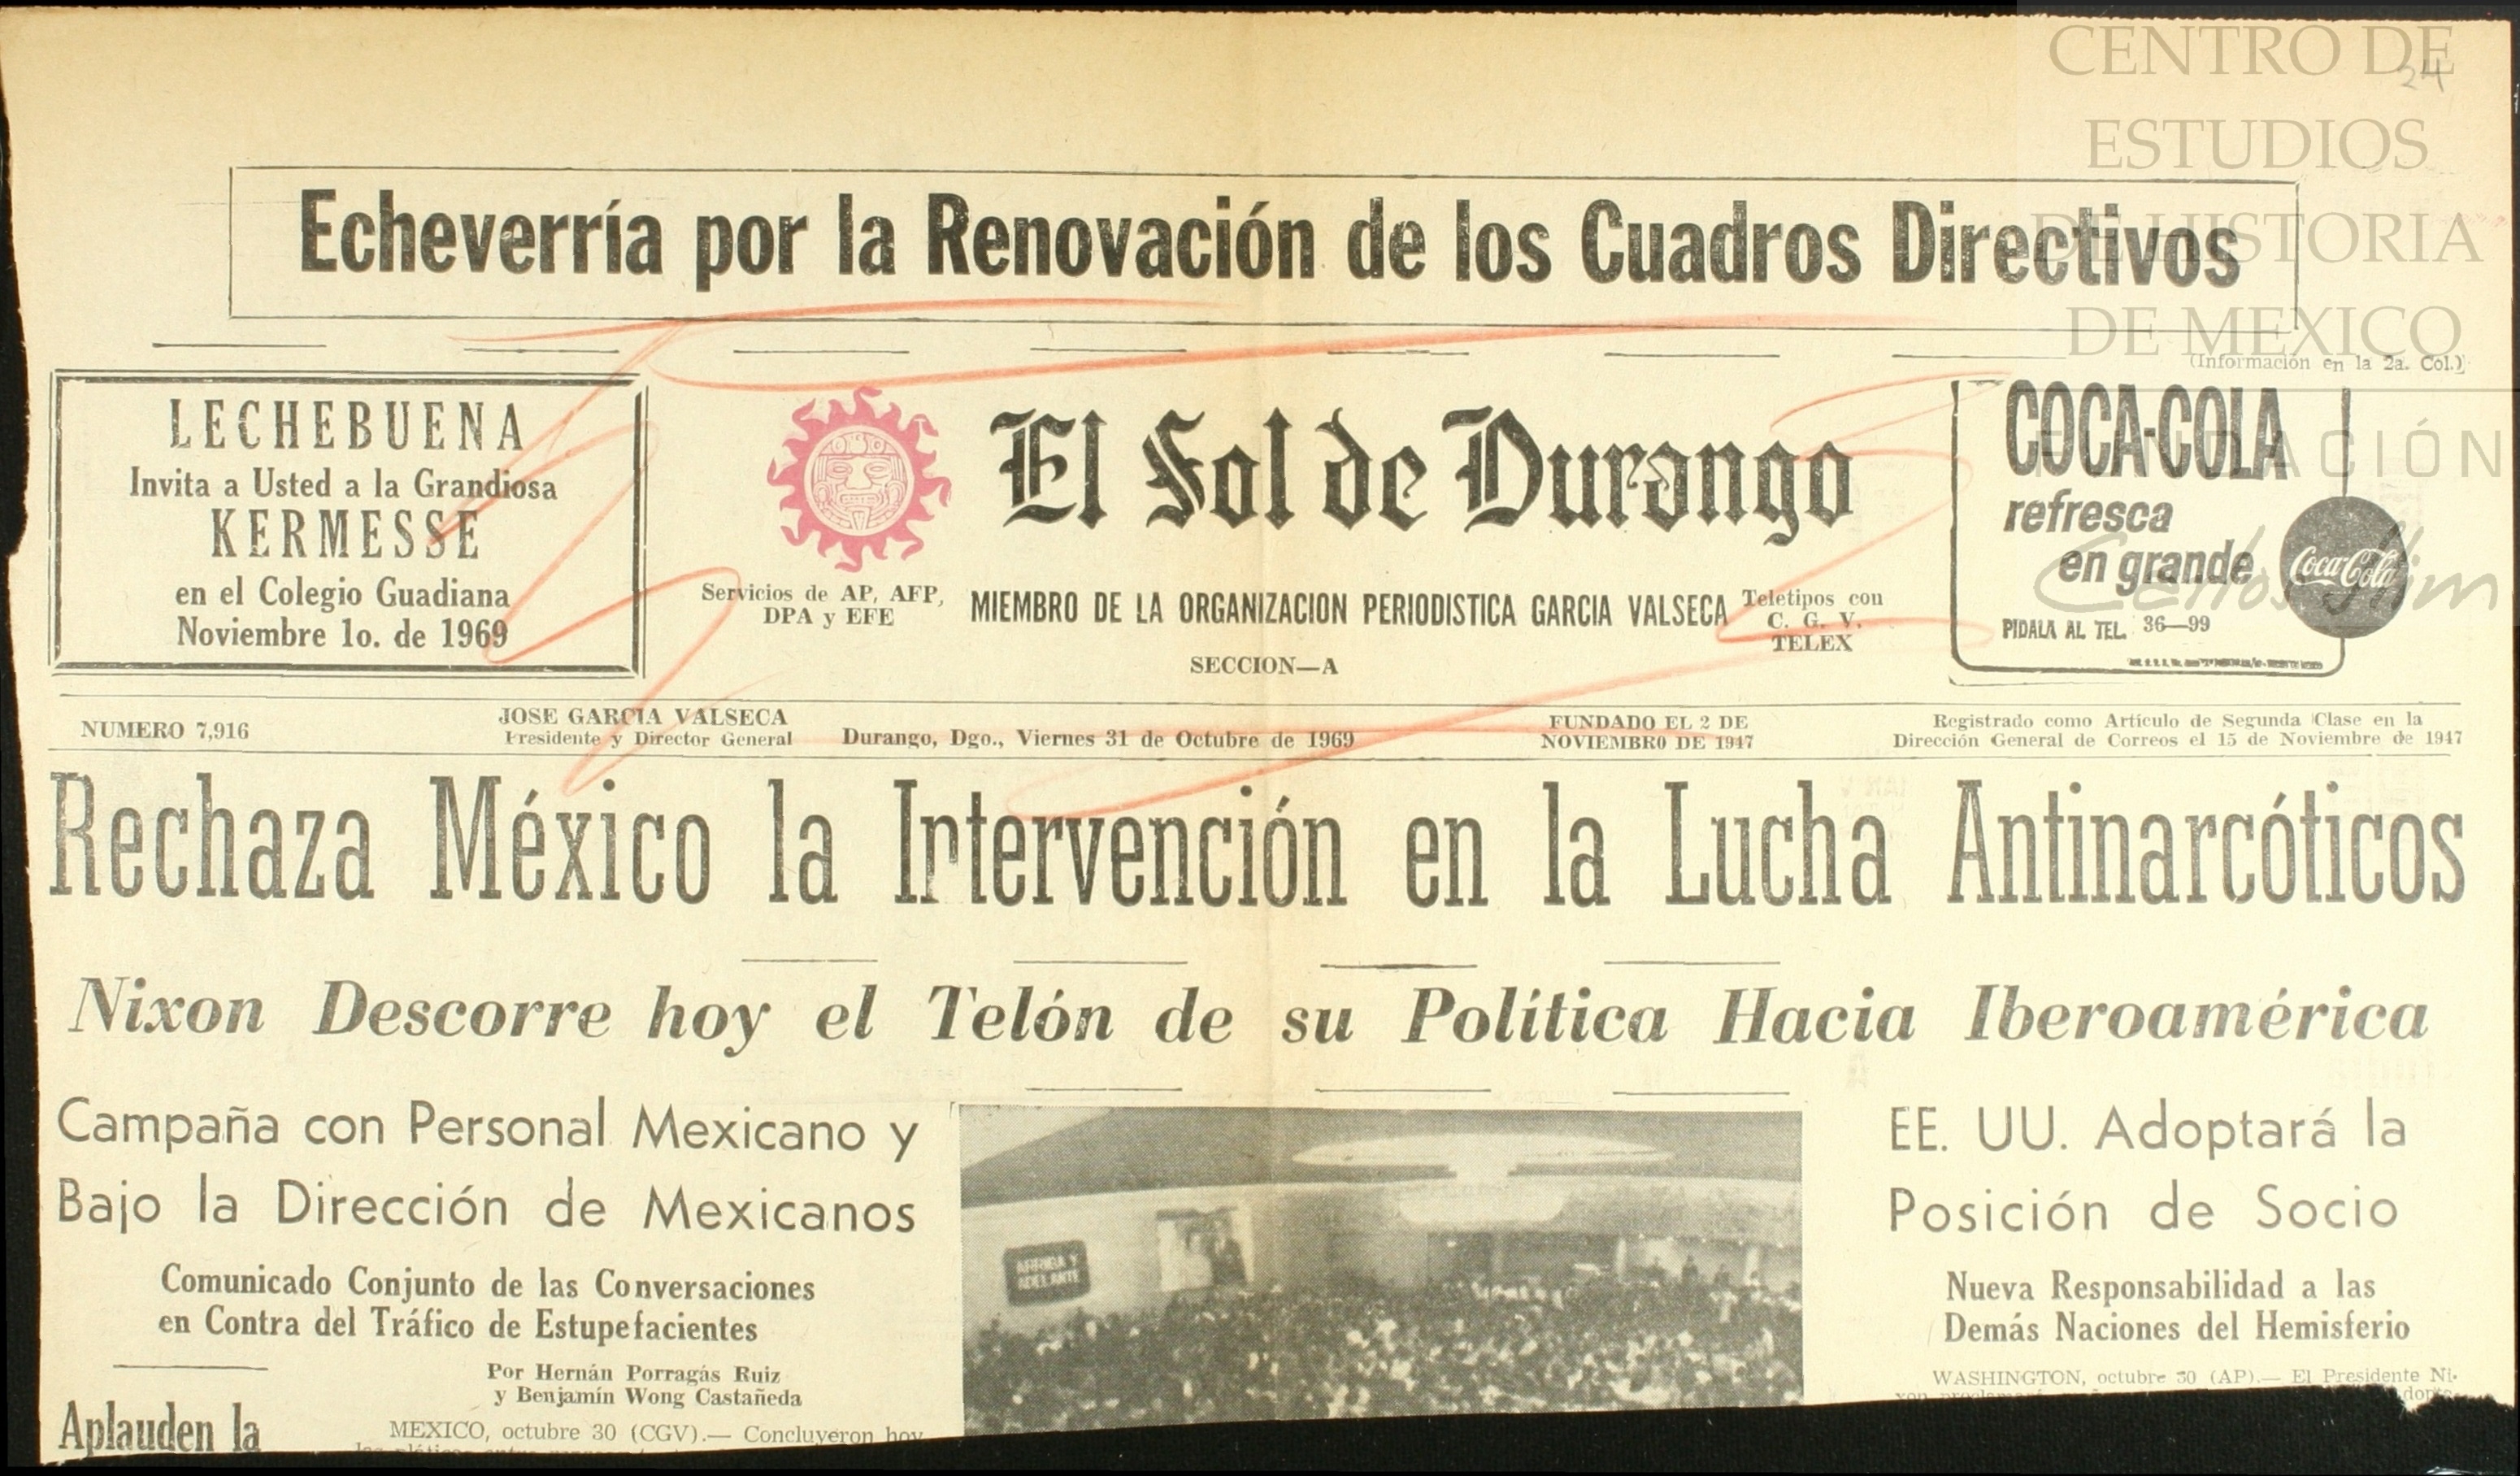 CENTRO DE
ESTUDIOS
DE HISTORIA
DE MEXICO
FUNDACIÓN
Carlos Slim
24
Echeverría por la Renovación de los Cuadros Directivos
(Información en la 2a. Col.)
LECHEBUENA
Invita a Usted a la Grandiosa
KERMESSE
en el Colegio Guadiana
Noviembre 1o. de 1969
El Sol de Durango
Servicios de AP, AFP,
DPA y EFE
MIEMBRO DE LA ORGANIZACION PERIODISTICA GARCIA VALSECA
Teletipos con
C. G. V.
TELEX
SECCION—A
COCA-COLA
refresca
en grande
Coca-Cola
PIDALA AL TEL. 36—99
NUMERO 7,916
JOSE GARCIA VALSECA
Presidente y Director General
Durango, Dgo., Viernes 31 de Octubre de 1969
FUNDADO EL 2 DE
NOVIEMBRO DE 1947
Registrado como Artículo de Segunda Clase en la
Dirección General de Correos el 15 de Noviembre de 1947
Rechaza México la Intervención en la Lucha Antinarcóticos
Nixon Descorre hoy el Telón de su Política Hacia Iberoamérica
Campaña con Personal Mexicano y
Bajo la Dirección de Mexicanos
Comunicado Conjunto de las Conversaciones
en Contra del Tráfico de Estupefacientes
Por Hernán Porragás Ruiz
y Benjamín Wong Castañeda
Aplauden la
MEXICO, octubre 30 (CGV).— Concluyeron hoy
ARRIBA Y
ADELANTE
EE. UU. Adoptará la
Posición de Socio
Nueva Responsabilidad a las
Demás Naciones del Hemisferio
WASHINGTON, octubre 30 (AP).— El Presidente Ni-